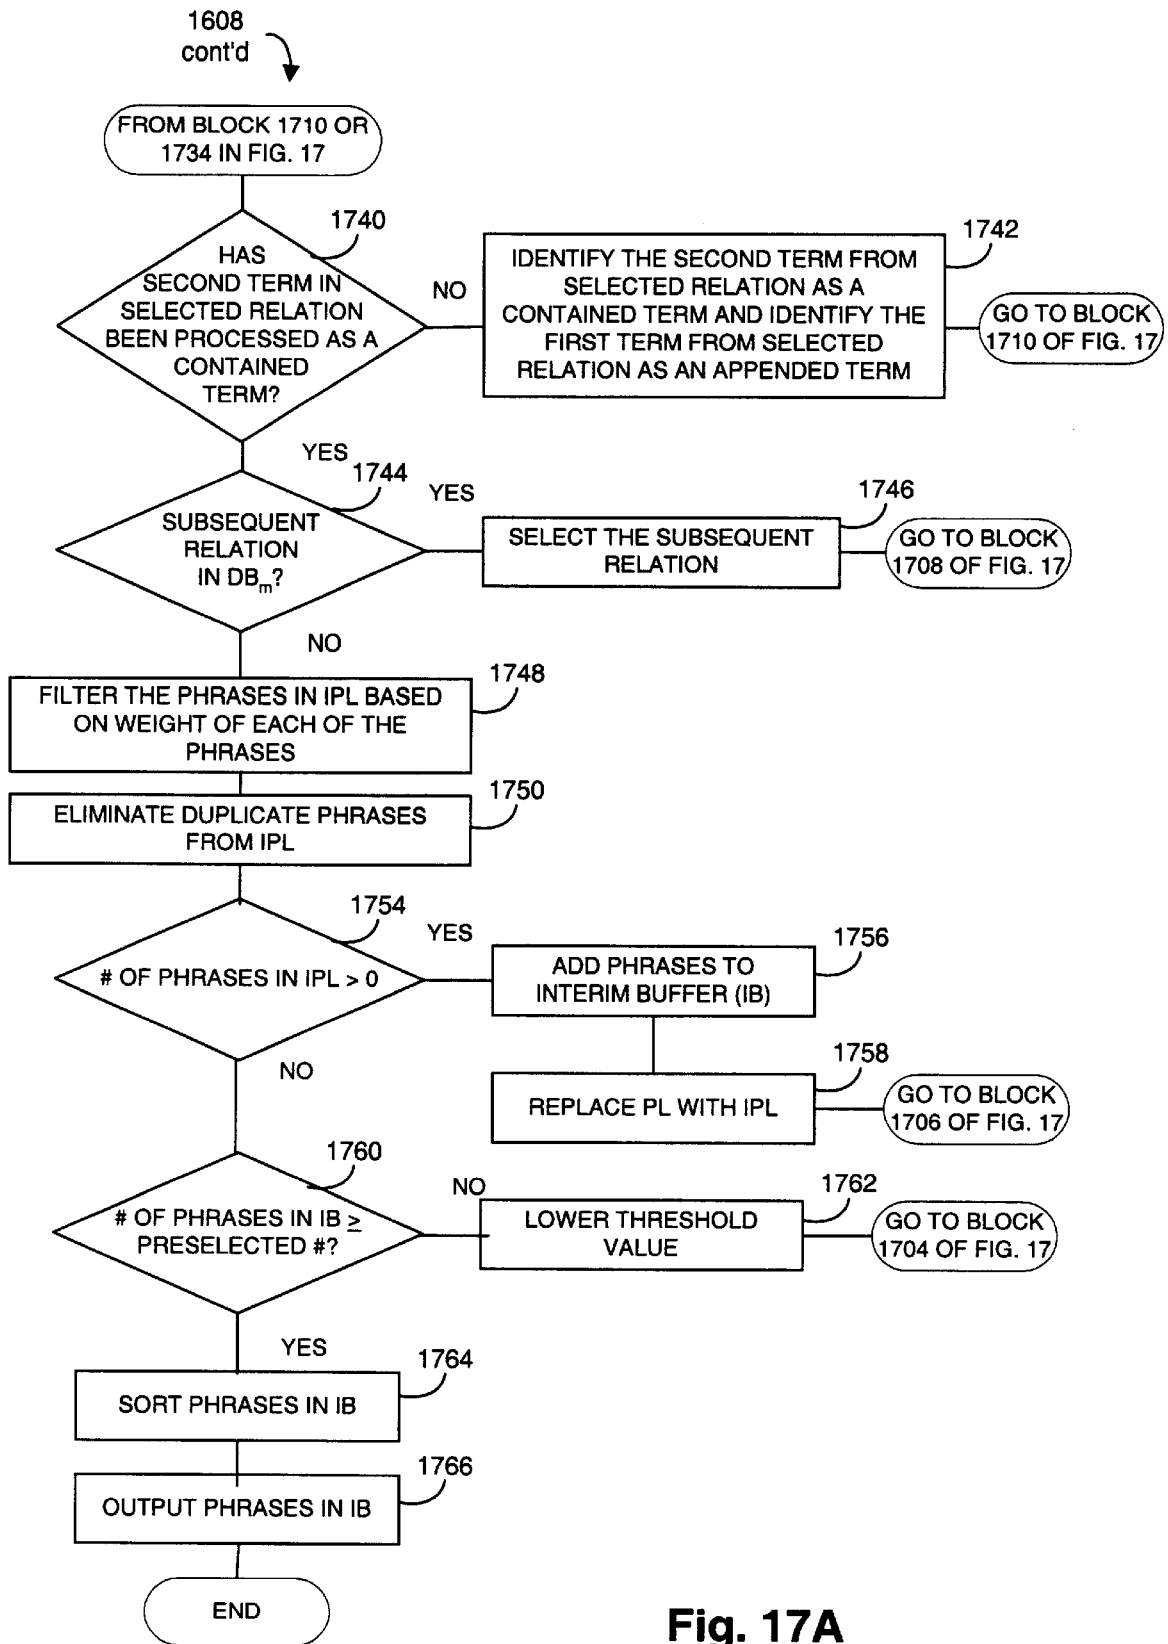 1608
cont'd
FROM BLOCK 1710 OR
1734 IN FIG. 17
1740
HAS
SECOND TERM IN
SELECTED RELATION
BEEN PROCESSED AS A
CONTAINED
TERM?
NO
1742
IDENTIFY THE SECOND TERM FROM
SELECTED RELATION AS A
CONTAINED TERM AND IDENTIFY THE
FIRST TERM FROM SELECTED
RELATION AS AN APPENDED TERM
GO TO BLOCK
1710 OF FIG. 17
YES
1744
SUBSEQUENT
RELATION
IN DBm?
YES
1746
SELECT THE SUBSEQUENT
RELATION
GO TO BLOCK
1708 OF FIG. 17
NO
1748
FILTER THE PHRASES IN IPL BASED
ON WEIGHT OF EACH OF THE
PHRASES
1750
ELIMINATE DUPLICATE PHRASES
FROM IPL
1754
# OF PHRASES IN IPL > 0
YES
1756
ADD PHRASES TO
INTERIM BUFFER (IB)
1758
REPLACE PL WITH IPL
GO TO BLOCK
1706 OF FIG. 17
NO
1760
# OF PHRASES IN IB ≥
PRESELECTED #?
NO
1762
LOWER THRESHOLD
VALUE
GO TO BLOCK
1704 OF FIG. 17
YES
1764
SORT PHRASES IN IB
1766
OUTPUT PHRASES IN IB
END
Fig. 17A